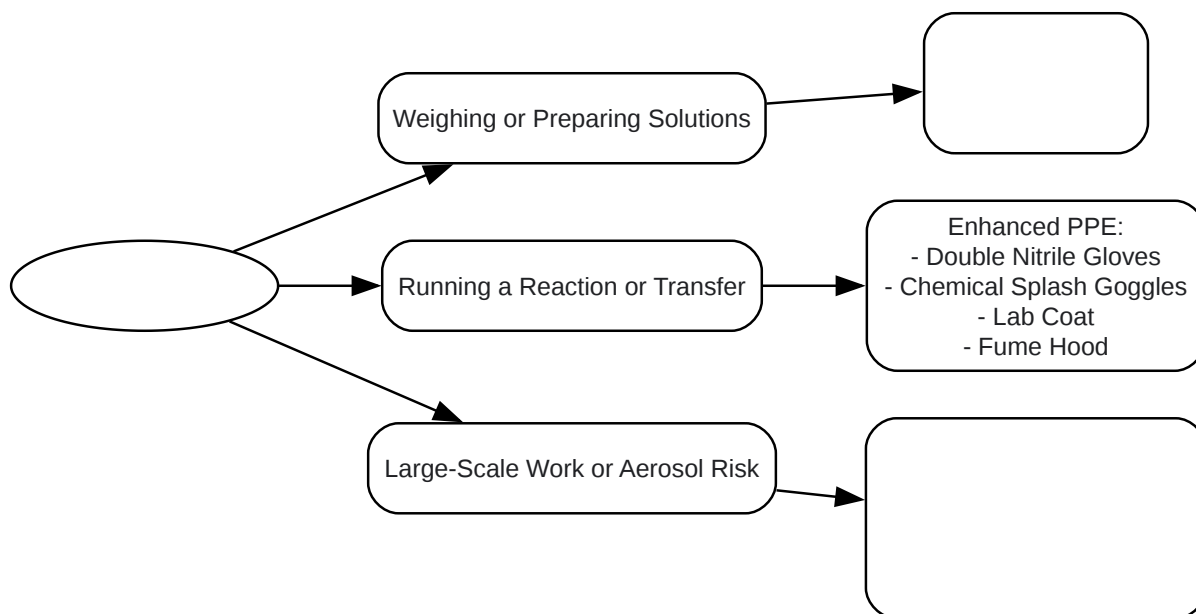 Weighing or Preparing Solutions
Running a Reaction or Transfer
Enhanced PPE:
- Double Nitrile Gloves
- Chemical Splash Goggles
- Lab Coat
- Fume Hood
Large-Scale Work or Aerosol Risk